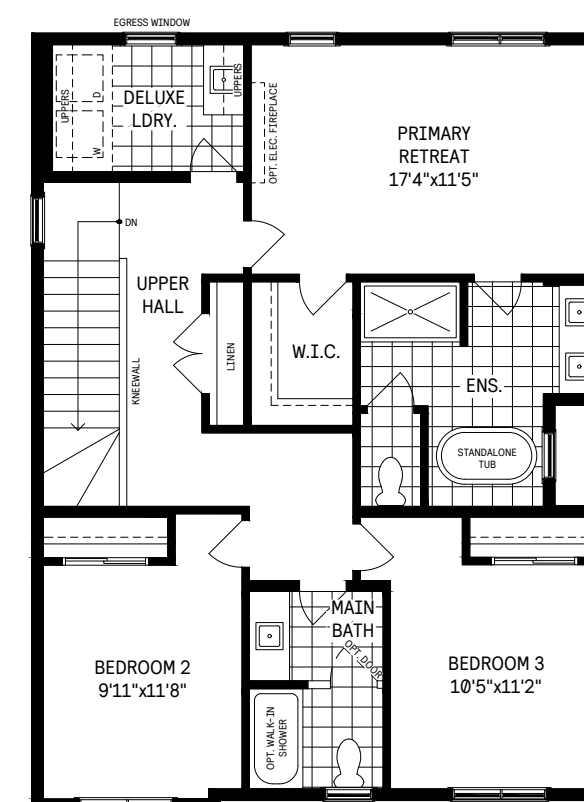 EGRESS WINDOW
UPPERS
D
W
DELUXE
LDRY.
UPPERS
OPT. ELEC. FIREPLACE
PRIMARY
RETREAT
17'4"x11'5"
DN
UPPER
HALL
KNEEWALL
LINEN
W.I.C.
ENS.
STANDALONE
TUB
BEDROOM 2
9'11"x11'8"
MAIN
BATH
OPT. DOOR
OPT. WALK-IN
SHOWER
BEDROOM 3
10'5"x11'2"